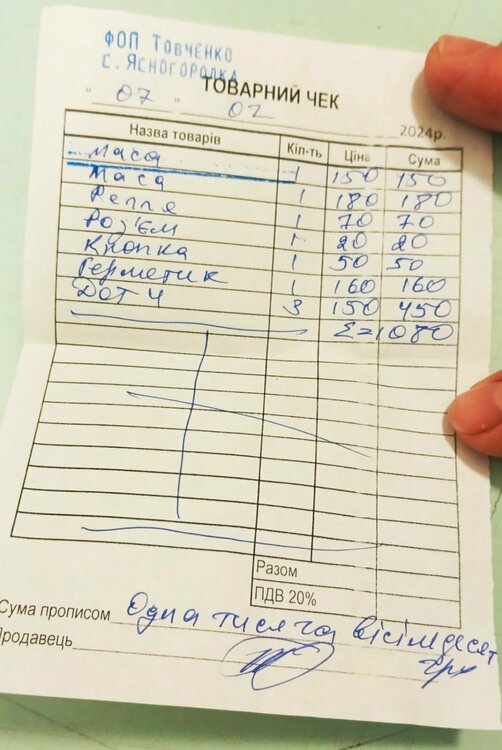 ФОП Товченко
с. Ясногородка
ТОВАРНИЙ ЧЕК
" 07 " 02 2024р.
Назва товарів Кіл-ть Ціна Сума
маса 1 150 150
Маса 1 180 180
Реппя 1 70 70
Роз'єм 1 20 20
Кнопка 1 50 50
Герметик 1 160 160
ДОТ 4 3 150 450
Σ=1080
Разом
ПДВ 20%
Сума прописом Одна тисяча вісімдесят
грн
Продавець